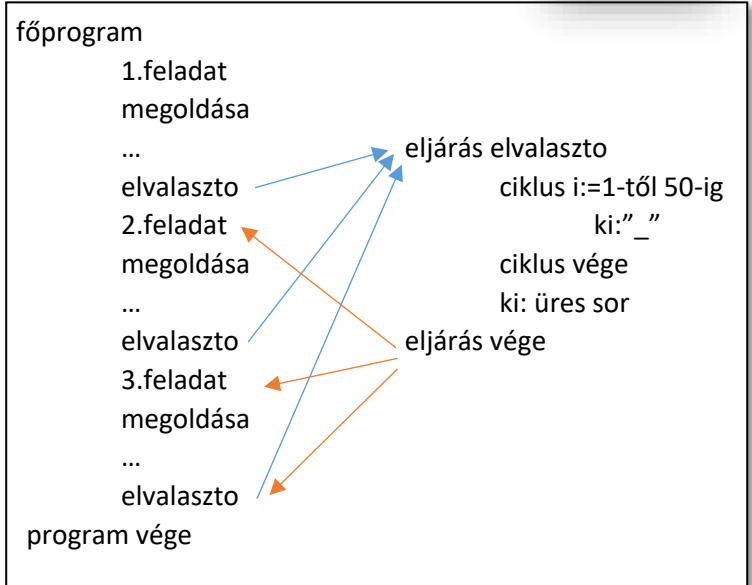 főprogram
1.feladat
megoldása
...
elvalaszto
2.feladat
megoldása
...
elvalaszto
3.feladat
megoldása
...
elvalaszto
program vége
eljárás elvalaszto
ciklus i:=1-től 50-ig
ki:”_”
ciklus vége
ki: üres sor
eljárás vége